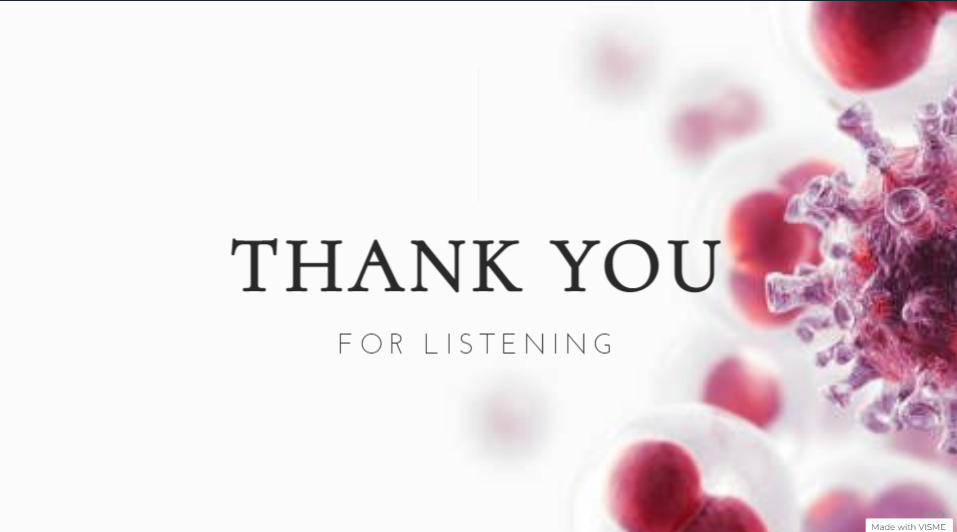 THANK YOU
FOR LISTENING
Made with VISME